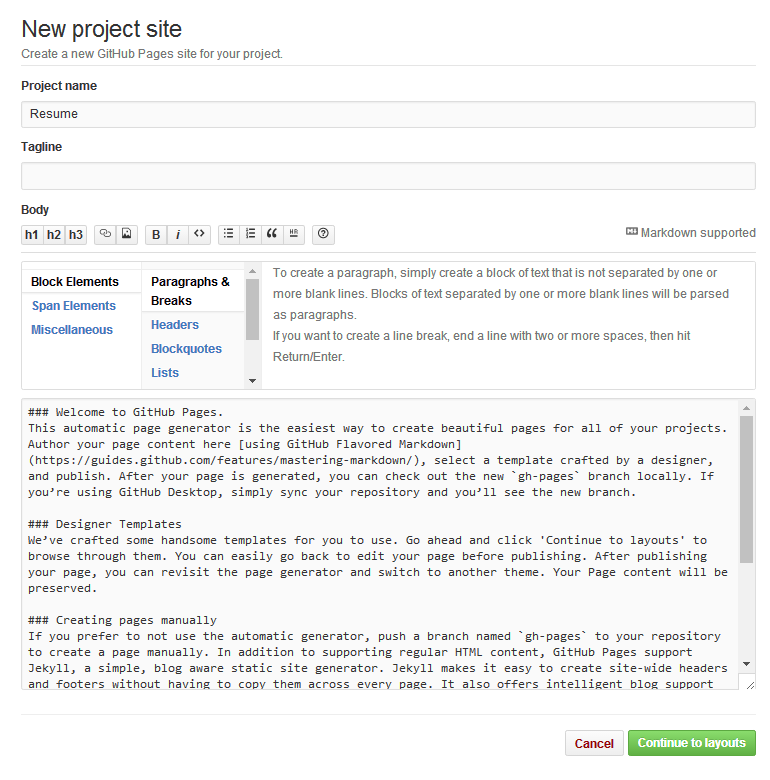 New project site
Create a new GitHub Pages site for your project.
Project name
Resume
Tagline
Body
h1 h2 h3 B i <> Markdown supported
Block Elements
Span Elements
Miscellaneous
Paragraphs &
Breaks
Headers
Blockquotes
Lists
To create a paragraph, simply create a block of text that is not separated by one or
more blank lines. Blocks of text separated by one or more blank lines will be parsed
as paragraphs.
If you want to create a line break, end a line with two or more spaces, then hit
Return/Enter.
### Welcome to GitHub Pages.
This automatic page generator is the easiest way to create beautiful pages for all of your projects.
Author your page content here [using GitHub Flavored Markdown]
(https://guides.github.com/features/mastering-markdown/), select a template crafted by a designer,
and publish. After your page is generated, you can check out the new `gh-pages` branch locally. If
you’re using GitHub Desktop, simply sync your repository and you’ll see the new branch.
### Designer Templates
We’ve crafted some handsome templates for you to use. Go ahead and click 'Continue to layouts' to
browse through them. You can easily go back to edit your page before publishing. After publishing
your page, you can revisit the page generator and switch to another theme. Your Page content will be
preserved.
### Creating pages manually
If you prefer to not use the automatic generator, push a branch named `gh-pages` to your repository
to create a page manually. In addition to supporting regular HTML content, GitHub Pages support
Jekyll, a simple, blog aware static site generator. Jekyll makes it easy to create site-wide headers
and footers without having to copy them across every page. It also offers intelligent blog support
Cancel
Continue to layouts